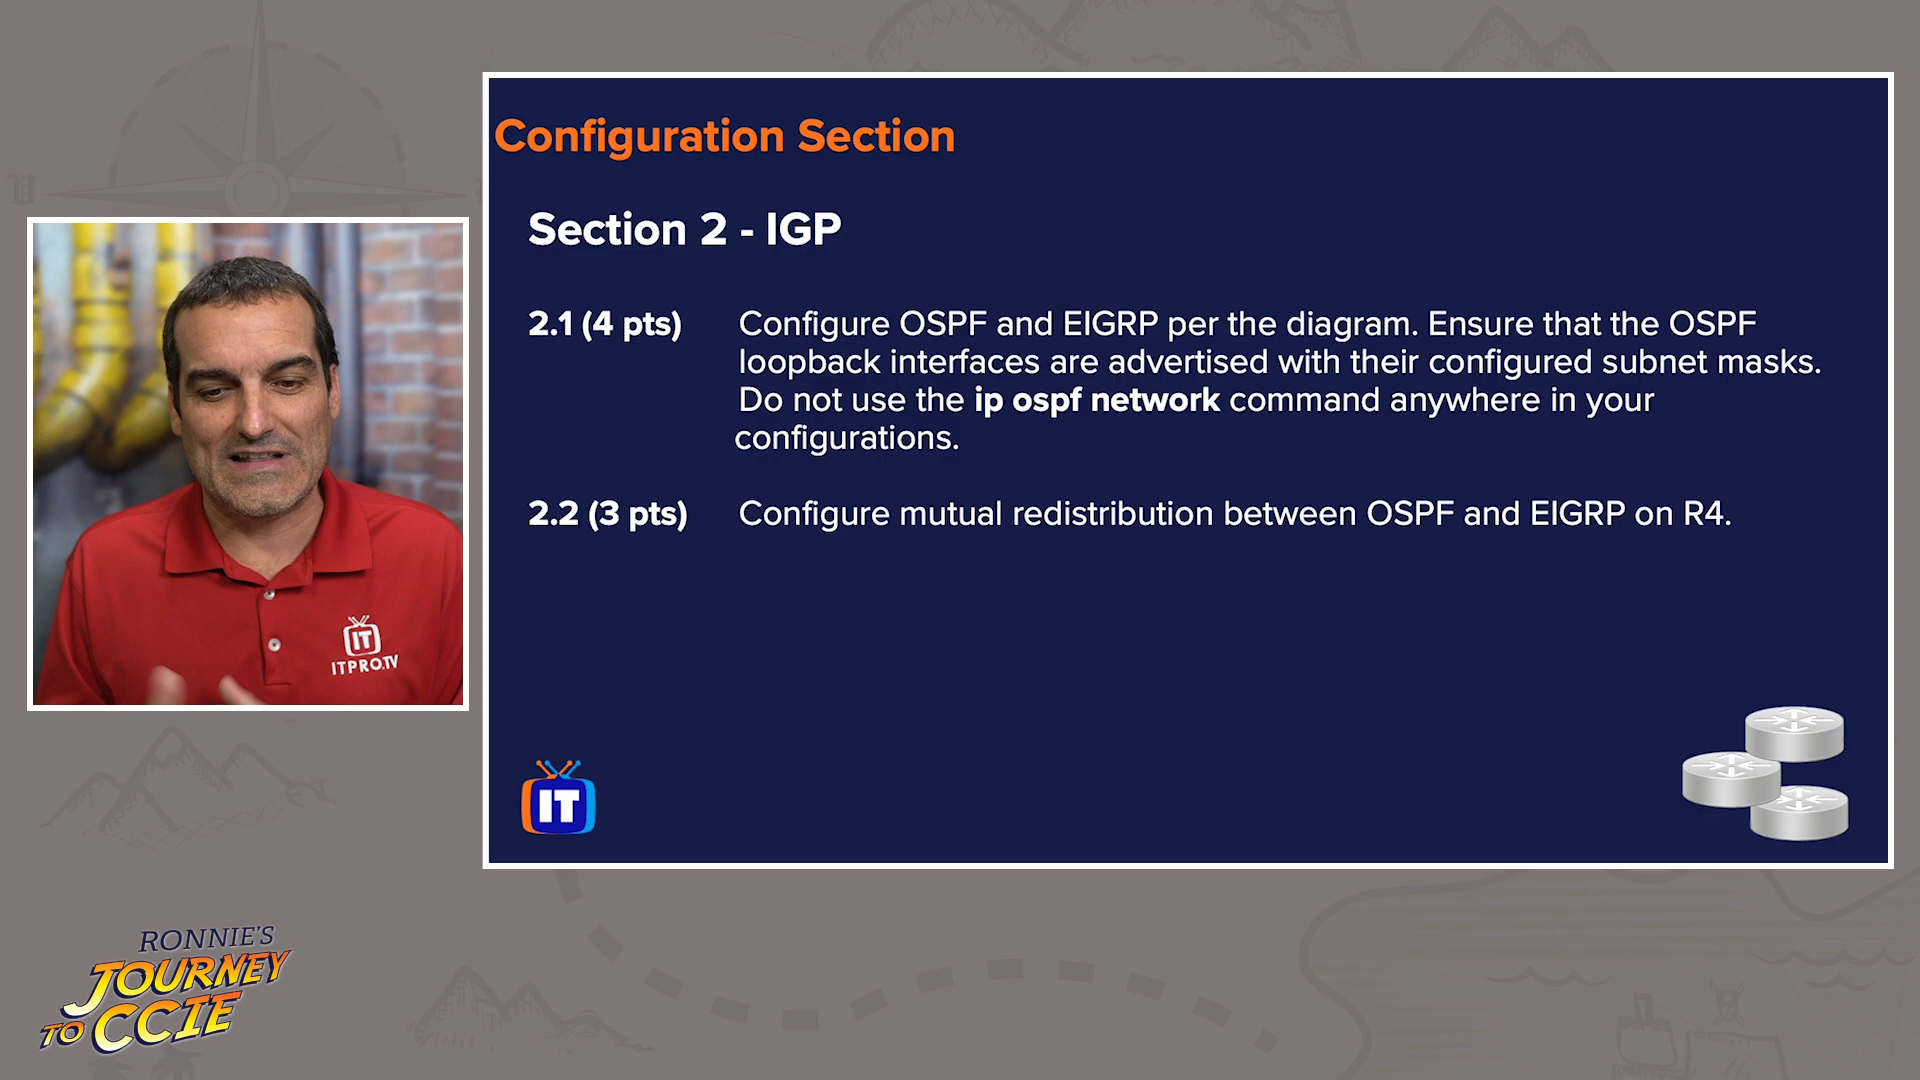 Configuration Section
Section 2 - IGP
2.1 (4 pts) Configure OSPF and EIGRP per the diagram. Ensure that the OSPF
loopback interfaces are advertised with their configured subnet masks.
Do not use the ip ospf network command anywhere in your
configurations.
2.2 (3 pts) Configure mutual redistribution between OSPF and EIGRP on R4.
IT
ITPRO.TV
IT
RONNIE'S
JOURNEY
TO CCIE